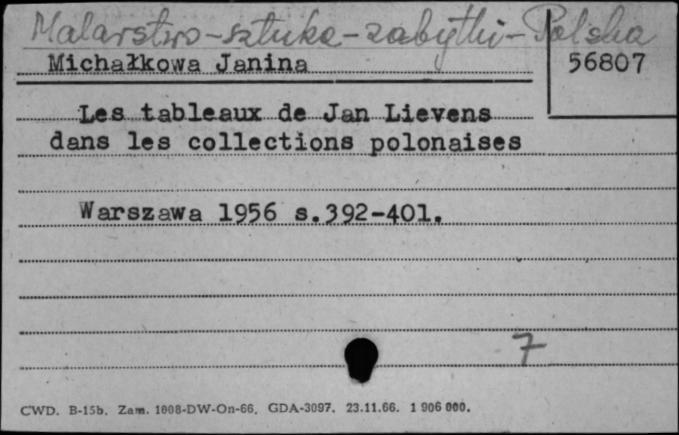 Malarstwo-sztuka-zabytki-Polska
Michałkowa Janina 56807
Les tableaux de Jan Lievens
dans les collections polonaises
Warszawa 1956 s.392-401.
7
CWD. B-15b. Zam. 1008-DW-On-66. GDA-3097. 23.11.66. 1 906 000.